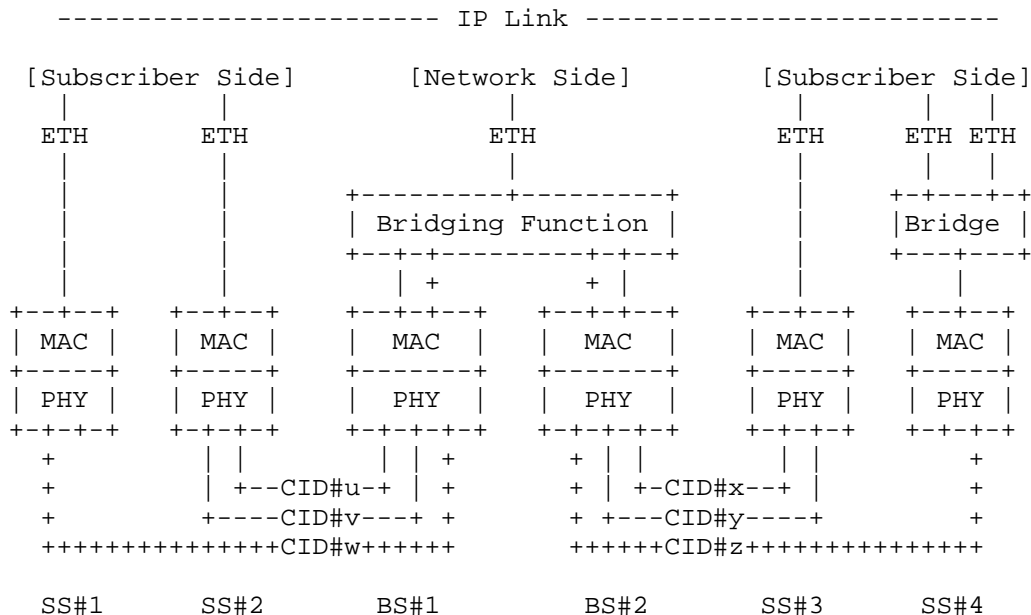 ------------------------- IP Link ---------------------------
[Subscriber Side] [Network Side] [Subscriber Side]
| | | | | |
ETH ETH ETH ETH ETH ETH
| | | | | |
| | +---------+---------+ | +-+---+-+
| | | Bridging Function | | |Bridge |
| | +--+-+---------+-+--+ | +---+---+
| | | + + | | |
+--+--+ +--+--+ +--+-+--+ +--+-+--+ +--+--+ +---+---+
| MAC | | MAC | | MAC | | MAC | | MAC | | MAC |
+-----+ +-----+ +-------+ +-------+ +-----+ +-------+
| PHY | | PHY | | PHY | | PHY | | PHY | | PHY |
+-+-+-+ +-+-+-+ +-+-+-+-+ +-+-+-+-+ +-+-+-+ +---+---+
+ | | | | + + | | | | +
+ | +--CID#u-+ | + + | +-CID#x--+ | +
+ +----CID#v---+ + + +---CID#y----+ +
+++++++++++++++CID#w++++++ ++++++CID#z+++++++++++++++
SS#1 SS#2 BS#1 BS#2 SS#3 SS#4